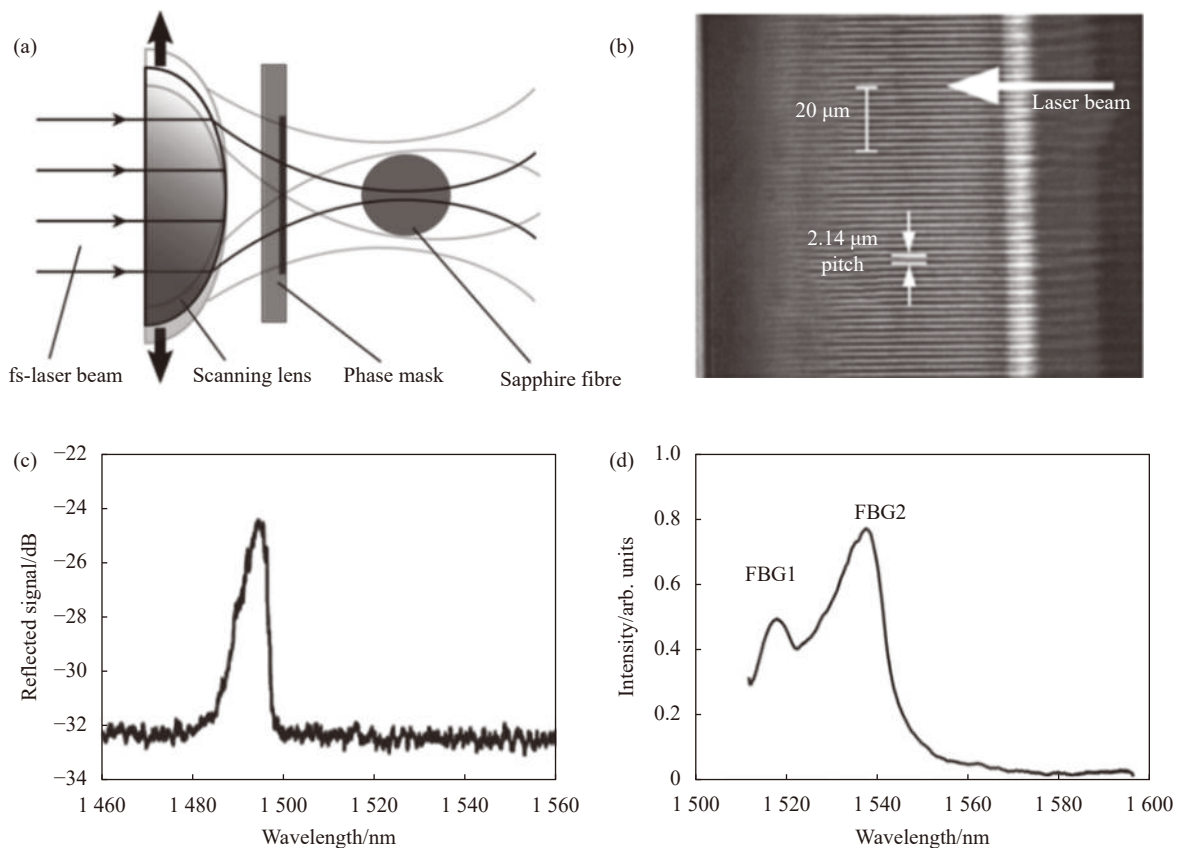 (a)
fs-laser beam
Scanning lens
Phase mask
Sapphire fibre
(b)
20 μm
Laser beam
2.14 μm
pitch
(c)
−22
−24
−26
−28
−30
−32
−34
Reflected signal/dB
1 460
1 480
1 500
1 520
1 540
1 560
Wavelength/nm
(d)
1.0
0.8
0.6
0.4
0.2
0
Intensity/arb. units
FBG1
FBG2
1 500
1 520
1 540
1 560
1 580
1 600
Wavelength/nm